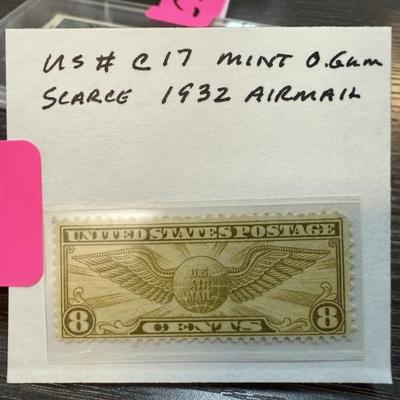 US # C17 MINT O.Gum
SCARCE 1932 AIRMAIL
UNITED STATES POSTAGE
U.S.
AIR
MAIL
8 CENTS 8